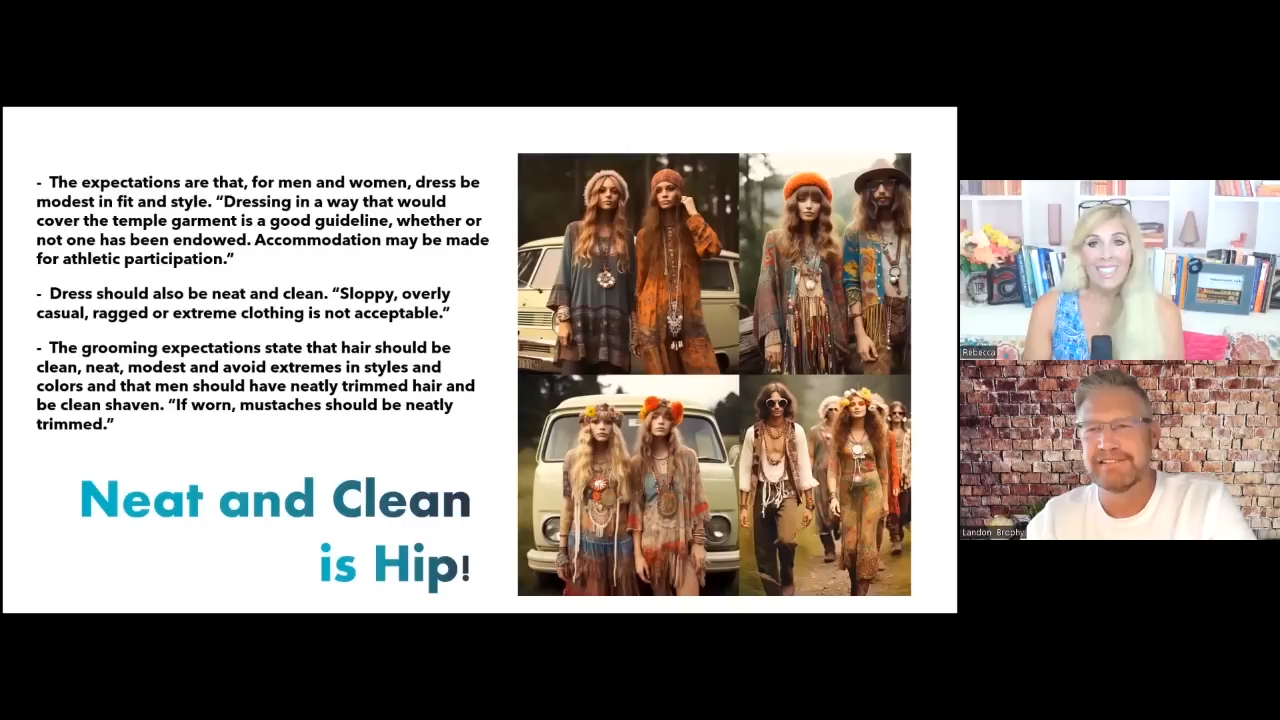 - The expectations are that, for men and women, dress be
modest in fit and style. “Dressing in a way that would
cover the temple garment is a good guideline, whether or
not one has been endowed. Accommodation may be made
for athletic participation.”
- Dress should also be neat and clean. “Sloppy, overly
casual, ragged or extreme clothing is not acceptable.”
- The grooming expectations state that hair should be
clean, neat, modest and avoid extremes in styles and
colors and that men should have neatly trimmed hair and
be clean shaven. “If worn, mustaches should be neatly
trimmed.”
Neat and Clean
is Hip!
Rebecca
Landon Brophy